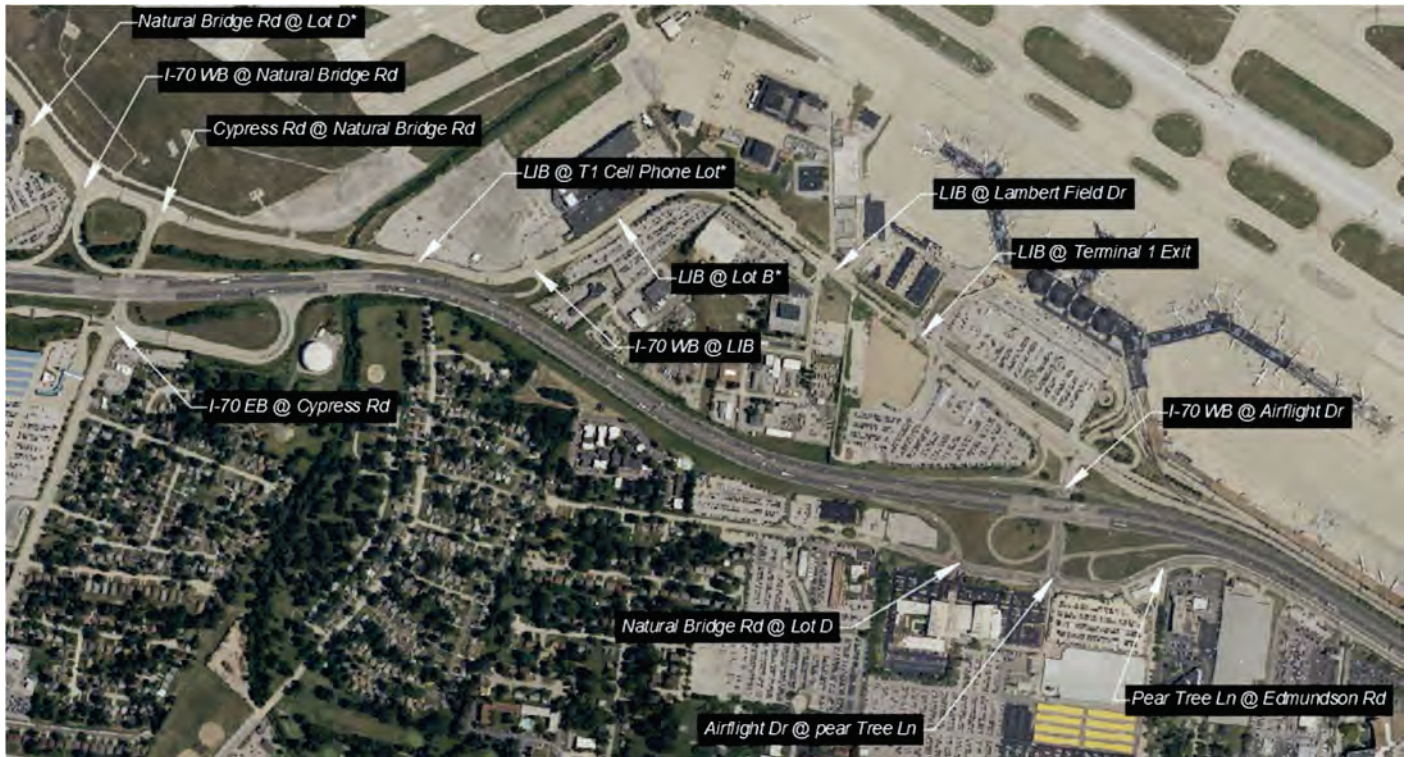 Natural Bridge Rd @ Lot D*
I-70 WB @ Natural Bridge Rd
Cypress Rd @ Natural Bridge Rd
LIB @ T1 Cell Phone Lot*
LIB @ Lambert Field Dr
LIB @ Terminal 1 Exit
LIB @ Lot B*
I-70 WB @ LIB
I-70 EB @ Cypress Rd
I-70 WB @ Airflight Dr
Natural Bridge Rd @ Lot D
Pear Tree Ln @ Edmundson Rd
Airflight Dr @ pear Tree Ln